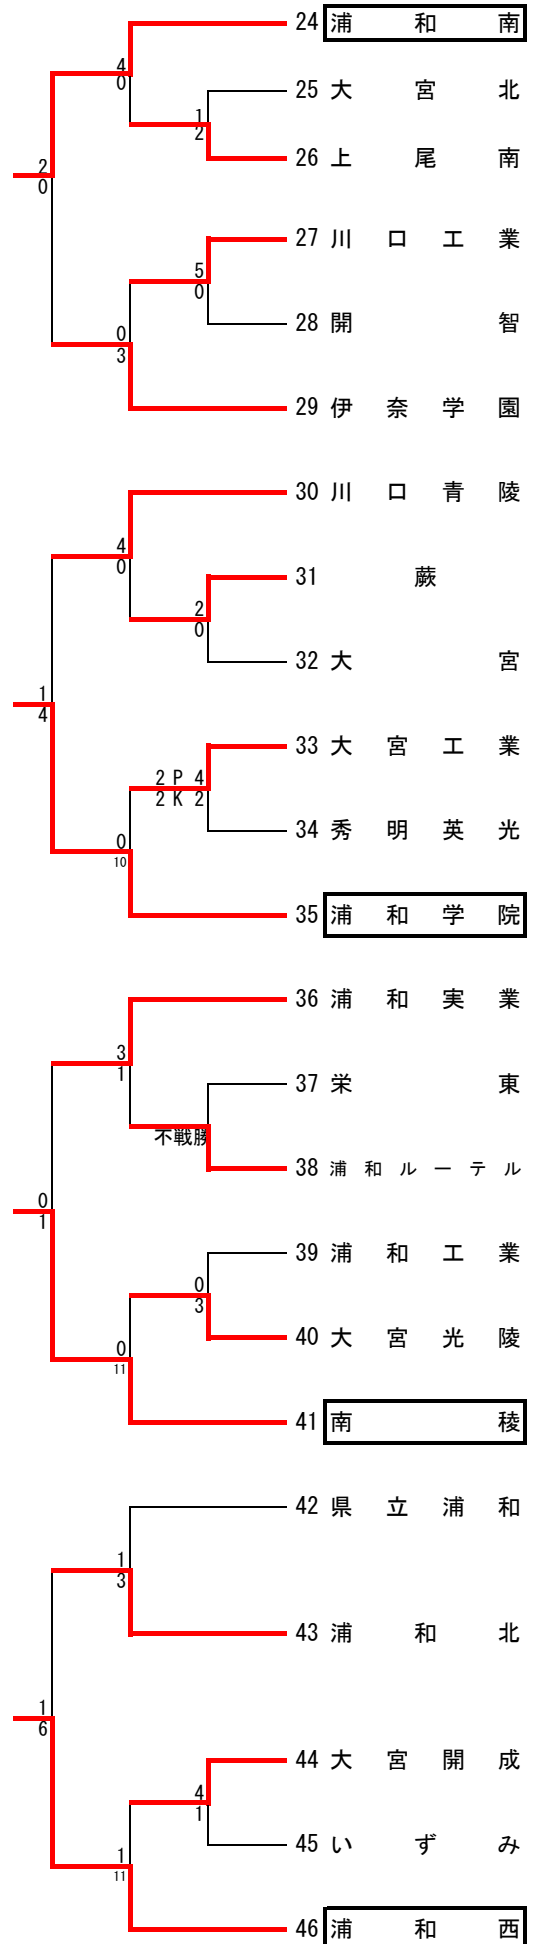 24 浦和南
4
0
25 大宮北
1
2
26 上尾南
2
0
27 川口工業
5
0
28 開智
0
3
29 伊奈学園
30 川口青陵
4
0
31 蕨
2
0
32 大宮
1
4
33 大宮工業
2 P 4
2 K 2
34 秀明英光
0
10
35 浦和学院
36 浦和実業
3
1
37 栄東
不戦勝
38 浦和ルーテル
0
1
39 浦和工業
0
3
40 大宮光陵
0
11
41 南稜
42 県立浦和
1
3
43 浦和北
1
6
44 大宮開成
4
1
45 いずみ
1
11
46 浦和西